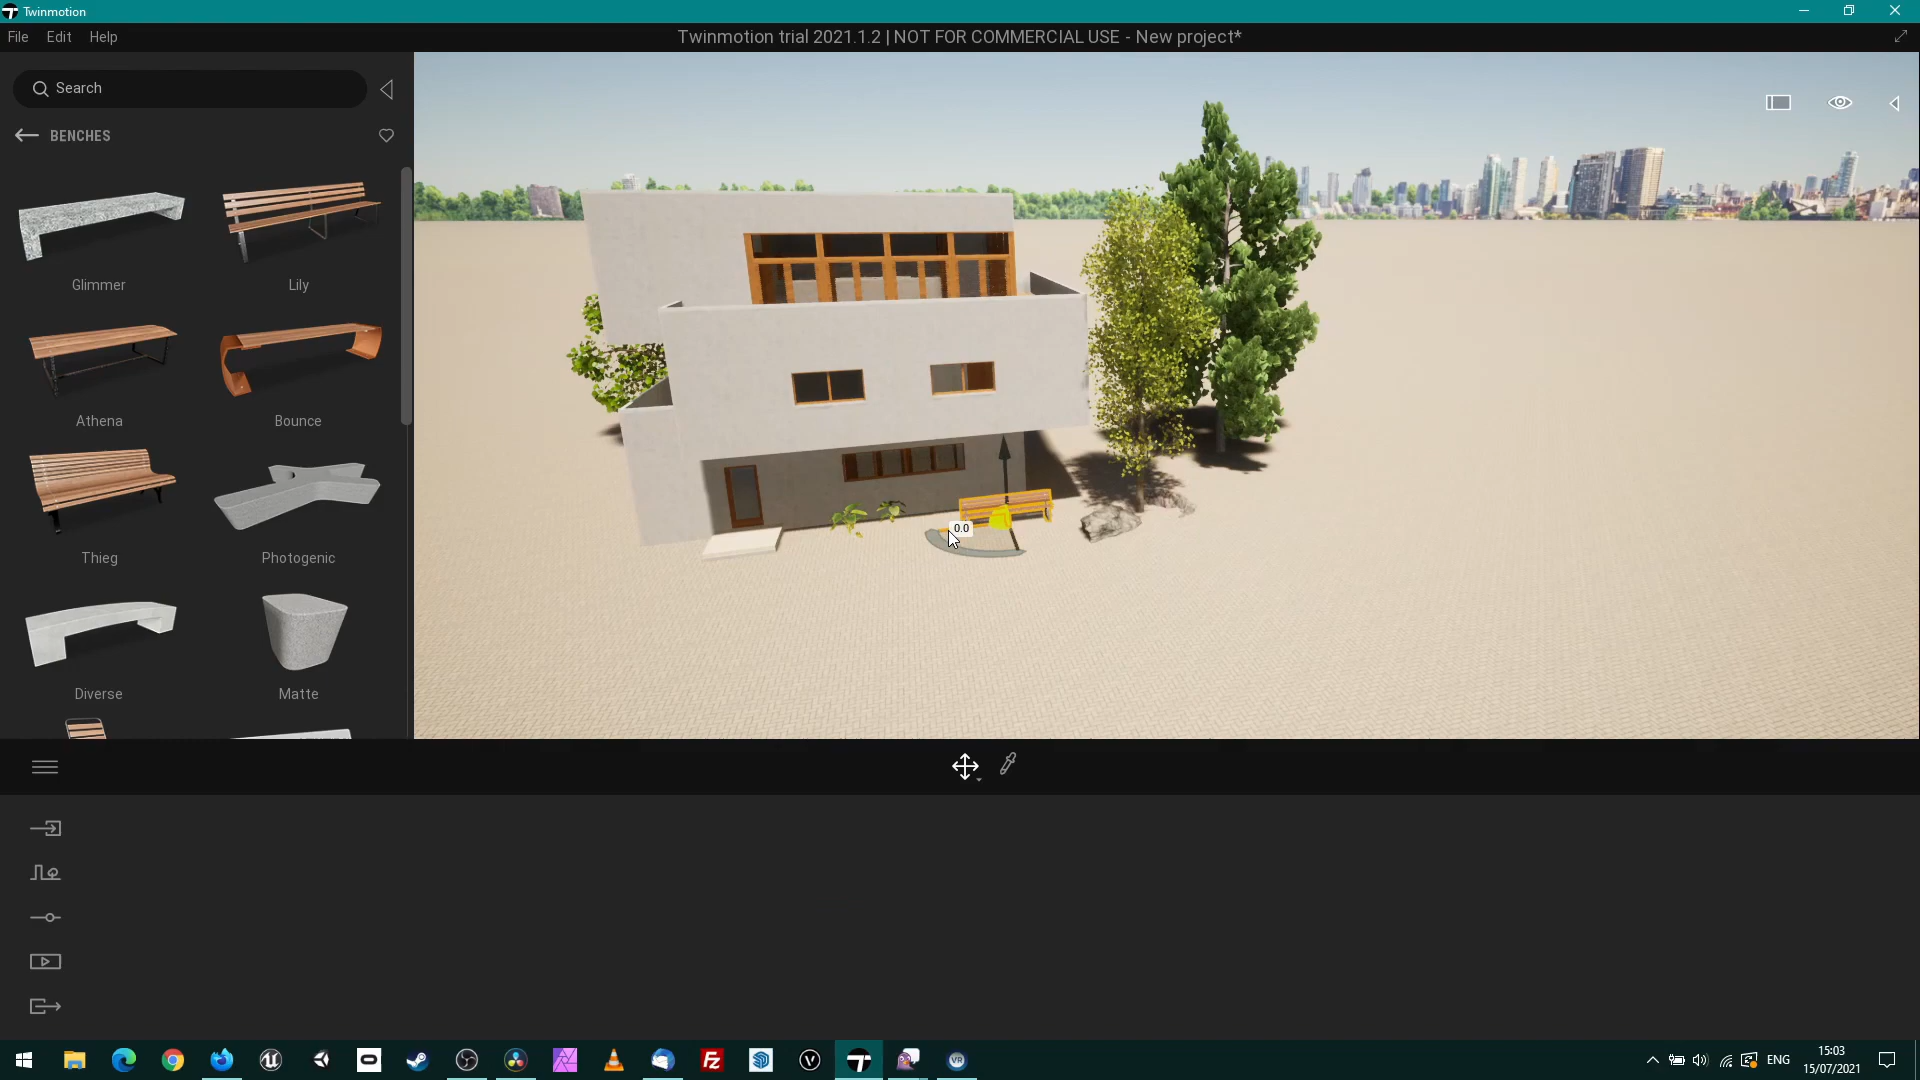 Twinmotion
File Edit Help
Twinmotion trial 2021.1.2 | NOT FOR COMMERCIAL USE - New project*
Search
BENCHES
Glimmer
Lily
Athena
Bounce
Thieg
Photogenic
Diverse
Matte
0.0
VR
ENG
15:03
15/07/2021